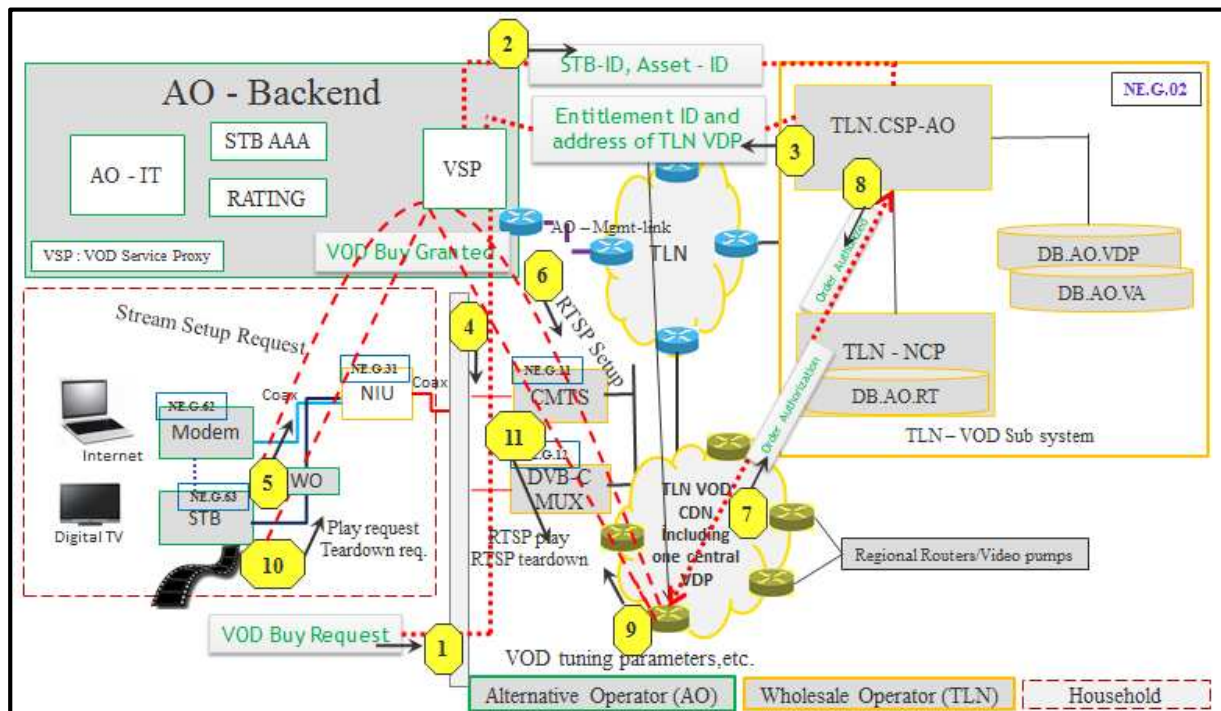 2
STB-ID, Asset - ID
NE.G.02
AO - Backend
STB AAA
AO - IT
RATING
VSP
VSP : VOD Service Proxy
VOD Buy Granted
Entitlement ID and
address of TLN VDP
3
TLN.CSP-AO
8
AO – Mgmt-link
TLN
DB.AO.VDP
DB.AO.VA
Order Authorized
6
RTSP Setup
4
Stream Setup Request
NE.G.31
NIU
Coax
Coax
NE.G.11
CMTS
TLN - NCP
DB.AO.RT
Order Authorization
TLN – VOD Sub system
NE.G.62
Modem
Internet
11
.G.12
DVB-C
MUX
5
WO
NE.G.63
STB
Digital TV
TLN VOD
CDN
including
one central
VDP
7
Play request
Teardown req.
10
RTSP play
RTSP teardown
Regional Routers/Video pumps
9
VOD Buy Request
1
VOD tuning parameters,etc.
Alternative Operator (AO)
Wholesale Operator (TLN)
Household